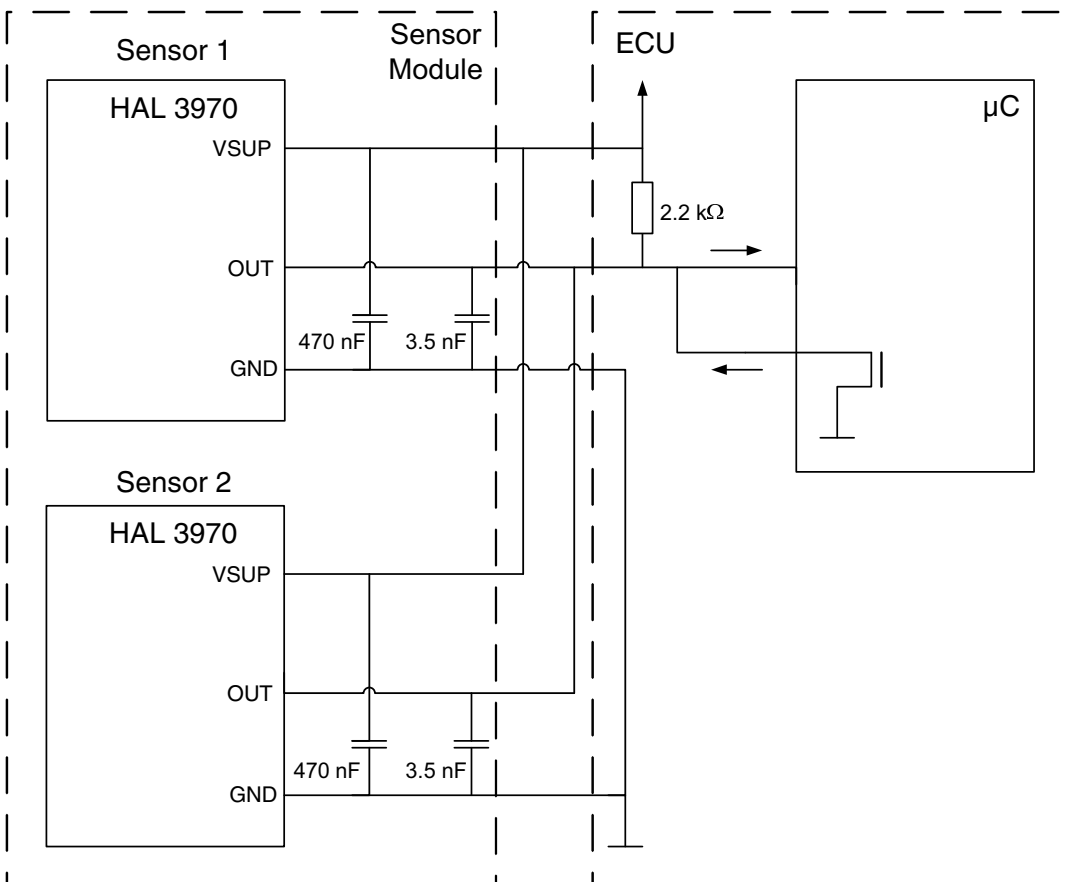 Sensor 1
Sensor
Module
ECU
HAL 3970
µC
VSUP
2.2 kΩ
OUT
470 nF
3.5 nF
GND
Sensor 2
HAL 3970
VSUP
OUT
470 nF
3.5 nF
GND